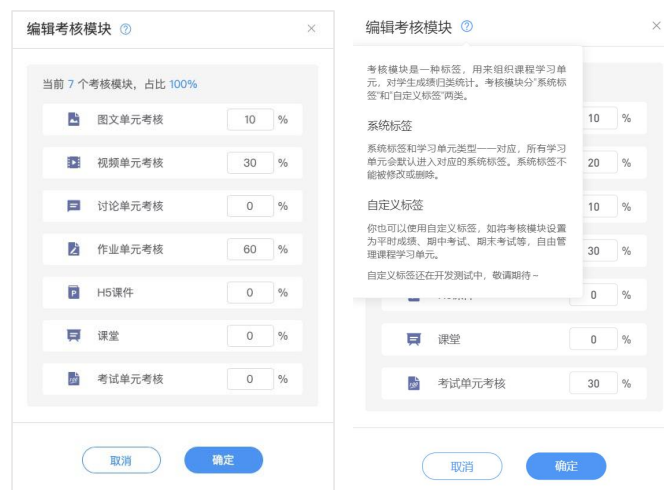 编辑考核模块 ?
×
当前 7 个考核模块，占比 100%
图文单元考核 10 %
视频单元考核 30 %
讨论单元考核 0 %
作业单元考核 60 %
H5课件 0 %
课堂 0 %
考试单元考核 0 %
取消 确定
编辑考核模块 ?
×
考核模块是一种标签，用来组织课程学习单
元，对学生成绩归类统计。考核模块分"系统标
签"和"自定义标签"两类。
系统标签
系统标签和学习单元类型一一对应，所有学习
单元会默认进入对应的系统标签。系统标签不
能被修改或删除。
自定义标签
你也可以使用自定义标签，如将考核模块设置
为平时成绩、期中考试、期末考试等，自由管
理课程学习单元。
自定义标签还在开发测试中，敬请期待～
10 %
20 %
10 %
30 %
0 %
课堂 0 %
考试单元考核 30 %
取消 确定